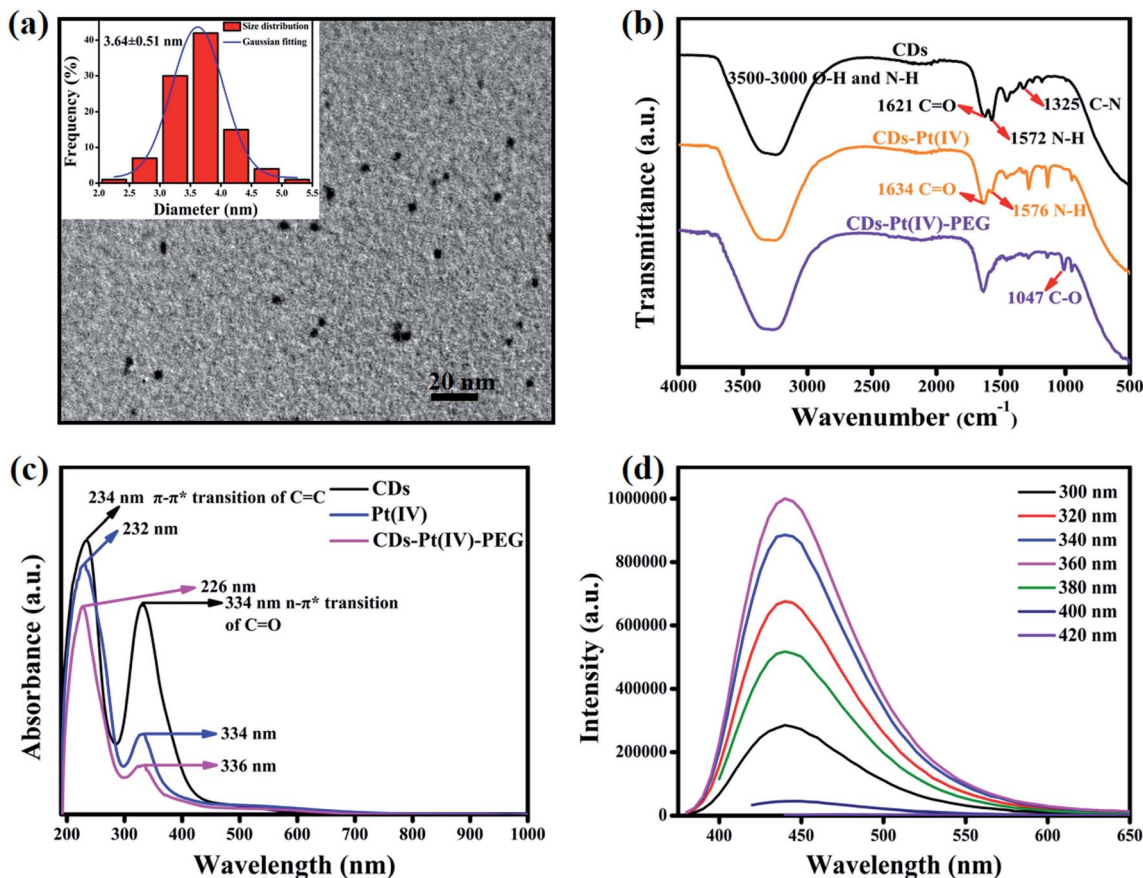 (a)
3.64±0.51 nm
Size distribution
Gaussian fitting
Frequency (%)
40
20
0
2.0 2.5 3.0 3.5 4.0 4.5 5.0 5.5
Diameter (nm)
20 nm
(b)
CDs
3500-3000 O-H and N-H
1621 C=O
1325 C-N
1572 N-H
CDs-Pt(IV)
1634 C=O
1576 N-H
CDs-Pt(IV)-PEG
1047 C-O
Transmittance (a.u.)
4000 3500 3000 2500 2000 1500 1000 500
Wavenumber (cm⁻¹)
(c)
234 nm π-π* transition of C=C
232 nm
CDs
Pt(IV)
CDs-Pt(IV)-PEG
226 nm
334 nm n-π* transition
of C=O
334 nm
336 nm
Absorbance (a.u.)
200 300 400 500 600 700 800 900 1000
Wavelength (nm)
(d)
300 nm
320 nm
340 nm
360 nm
380 nm
400 nm
420 nm
Intensity (a.u.)
1000000
800000
600000
400000
200000
0
400 450 500 550 600 650
Wavelength (nm)